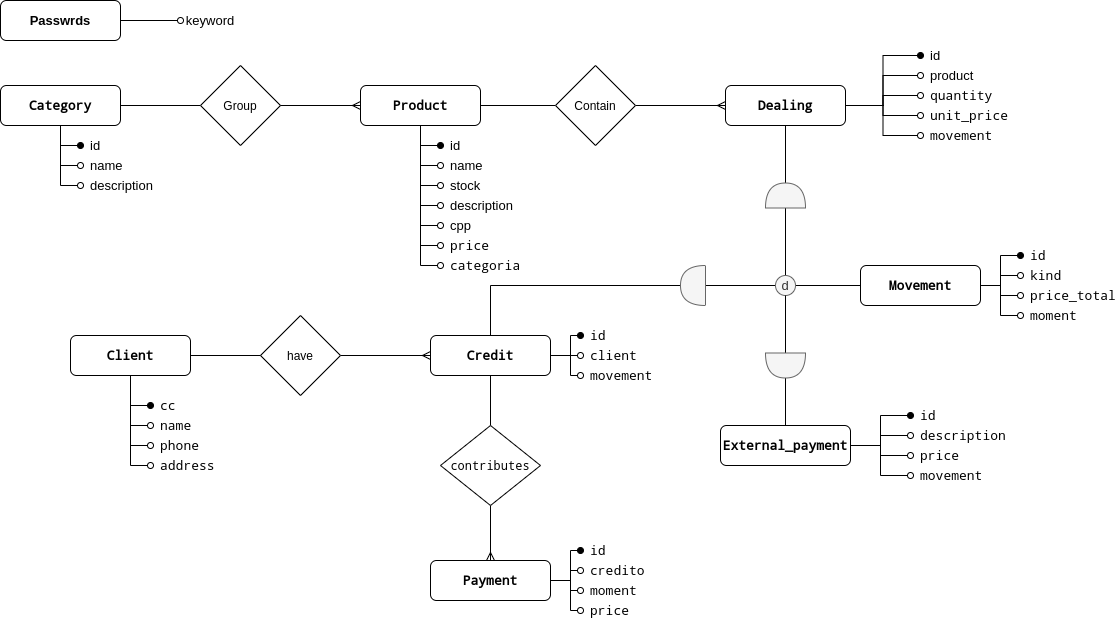 Passwrds
keyword
Category
id
name
description
Group
Product
id
name
stock
description
cpp
price
categoria
Contain
Dealing
id
product
quantity
unit_price
movement
d
Movement
id
kind
price_total
moment
Client
cc
name
phone
address
have
Credit
id
client
movement
External_payment
id
description
price
movement
contributes
Payment
id
credito
moment
price